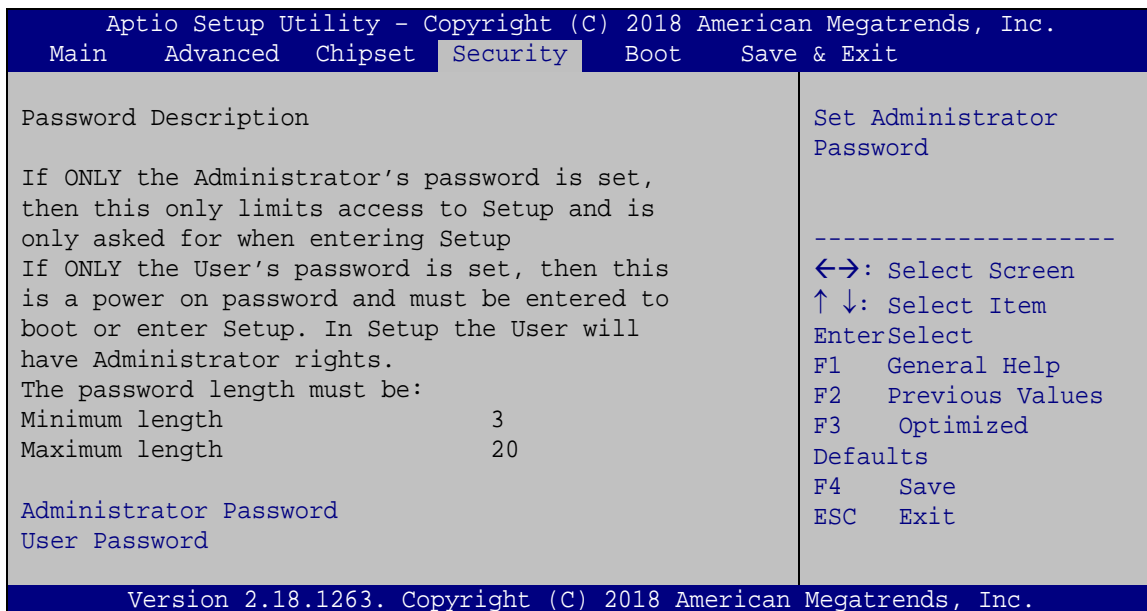 Aptio Setup Utility – Copyright (C) 2018 American Megatrends, Inc.
Main Advanced Chipset Security Boot Save & Exit
Password Description
If ONLY the Administrator's password is set,
then this only limits access to Setup and is
only asked for when entering Setup
If ONLY the User's password is set, then this
is a power on password and must be entered to
boot or enter Setup. In Setup the User will
have Administrator rights.
The password length must be:
Minimum length 3
Maximum length 20
Administrator Password
User Password
Set Administrator
Password
---------------------
←→: Select Screen
↑ ↓: Select Item
EnterSelect
F1 General Help
F2 Previous Values
F3 Optimized
Defaults
F4 Save
ESC Exit
Version 2.18.1263. Copyright (C) 2018 American Megatrends, Inc.